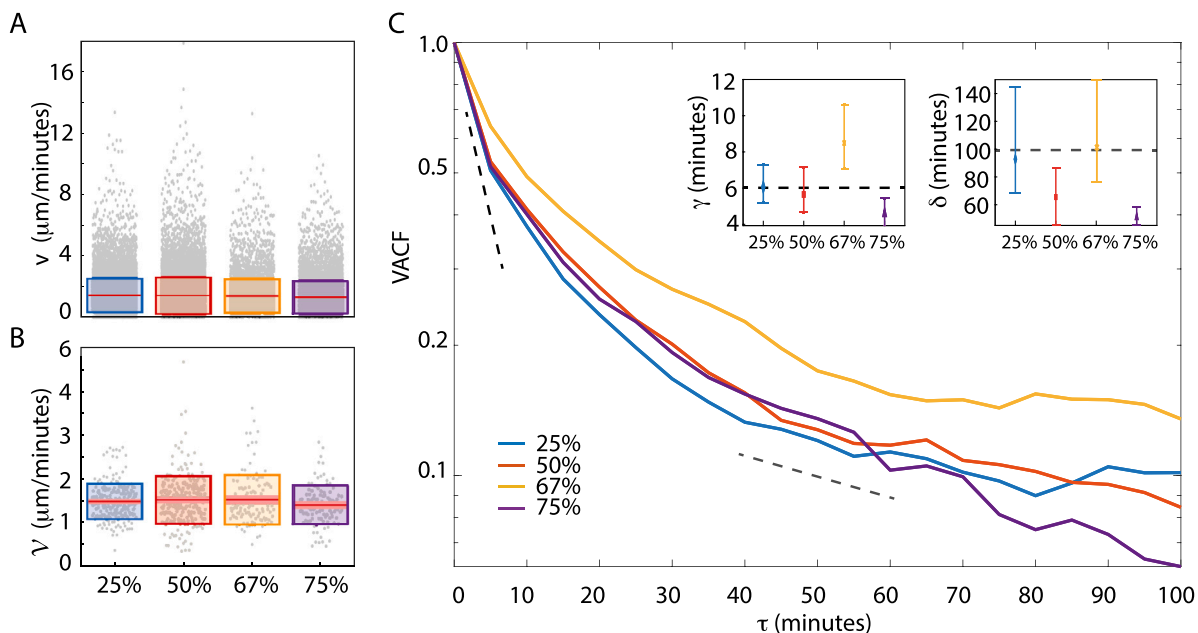 A
v (μm/minutes)
16
12
8
4
0
B
𝒱 (μm/minutes)
6
5
4
3
2
1
0
25% 50% 67% 75%
C
VACF
1.0
0.5
0.2
0.1
0 10 20 30 40 50 60 70 80 90 100
τ (minutes)
25%
50%
67%
75%
γ (minutes)
12
10
8
6
4
25% 50% 67% 75%
δ (minutes)
140
120
100
80
60
25% 50% 67% 75%